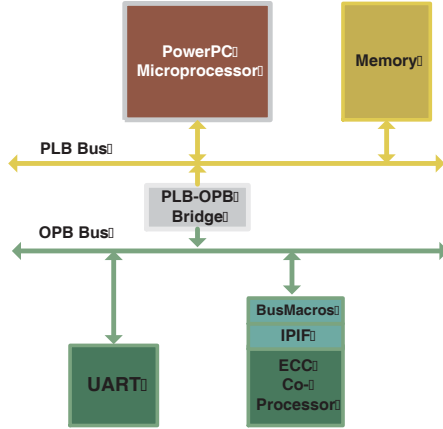 PowerPC
Microprocessor
Memory
PLB Bus
PLB-OPB
Bridge
OPB Bus
BusMacros
IPIF
UART
ECC
Co-
Processor